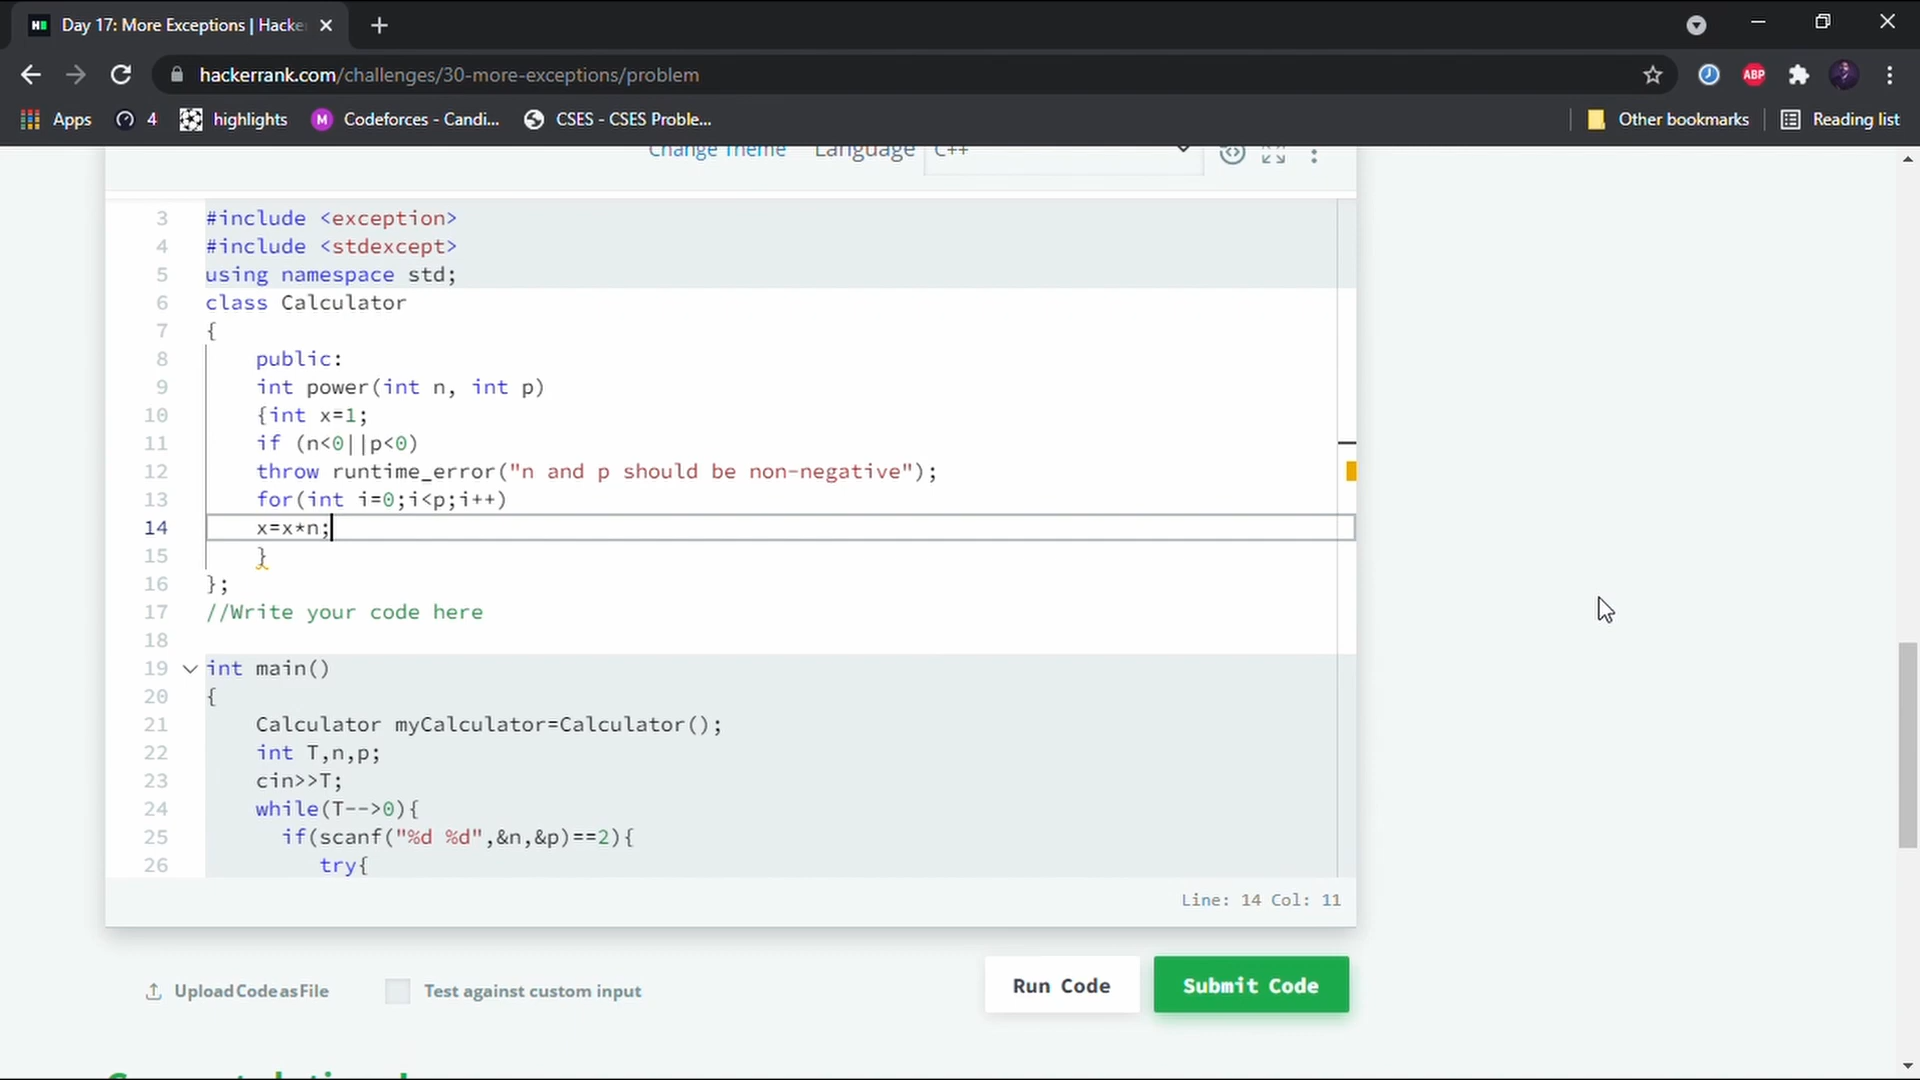 Day 17: More Exceptions | Hacke
hackerrank.com/challenges/30-more-exceptions/problem
ABP
Apps
4
highlights
M
Codeforces - Candi...
CSES - CSES Proble...
Other bookmarks
Reading list
Change Theme Language C++
3 #include <exception>
4 #include <stdexcept>
5 using namespace std;
6 class Calculator
7 {
8 public:
9 int power(int n, int p)
10 {int x=1;
11 if (n<0||p<0)
12 throw runtime_error("n and p should be non-negative");
13 for(int i=0;i<p;i++)
14 x=x*n;
15 }
16 };
17 //Write your code here
18
19 int main()
20 {
21 Calculator myCalculator=Calculator();
22 int T,n,p;
23 cin>>T;
24 while(T-->0){
25 if(scanf("%d %d",&n,&p)==2){
26 try{
Line: 14 Col: 11
Upload Code as File
Test against custom input
Run Code
Submit Code